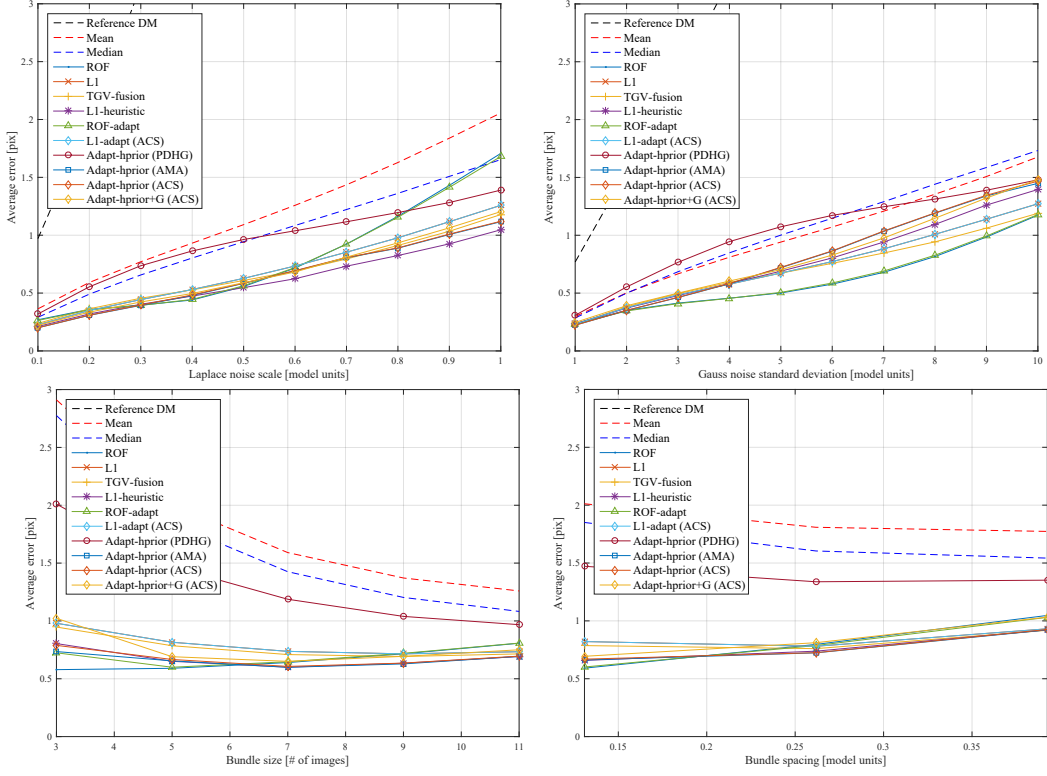 3
2.5
2
1.5
1
0.5
0
Average error [pix]
Reference DM
Mean
Median
ROF
L1
TGV-fusion
L1-heuristic
ROF-adapt
L1-adapt (ACS)
Adapt-hprior (PDHG)
Adapt-hprior (AMA)
Adapt-hprior (ACS)
Adapt-hprior+G (ACS)
0.1 0.2 0.3 0.4 0.5 0.6 0.7 0.8 0.9 1
Laplace noise scale [model units]
3
2.5
2
1.5
1
0.5
0
Average error [pix]
Reference DM
Mean
Median
ROF
L1
TGV-fusion
L1-heuristic
ROF-adapt
L1-adapt (ACS)
Adapt-hprior (PDHG)
Adapt-hprior (AMA)
Adapt-hprior (ACS)
Adapt-hprior+G (ACS)
1 2 3 4 5 6 7 8 9 10
Gauss noise standard deviation [model units]
3
2.5
2
1.5
1
0.5
0
Average error [pix]
Reference DM
Mean
Median
ROF
L1
TGV-fusion
L1-heuristic
ROF-adapt
L1-adapt (ACS)
Adapt-hprior (PDHG)
Adapt-hprior (AMA)
Adapt-hprior (ACS)
Adapt-hprior+G (ACS)
3 4 5 6 7 8 9 10 11
Bundle size [# of images]
3
2.5
2
1.5
1
0.5
0
Average error [pix]
Reference DM
Mean
Median
ROF
L1
TGV-fusion
L1-heuristic
ROF-adapt
L1-adapt (ACS)
Adapt-hprior (PDHG)
Adapt-hprior (AMA)
Adapt-hprior (ACS)
Adapt-hprior+G (ACS)
0.15 0.2 0.25 0.3 0.35
Bundle spacing [model units]